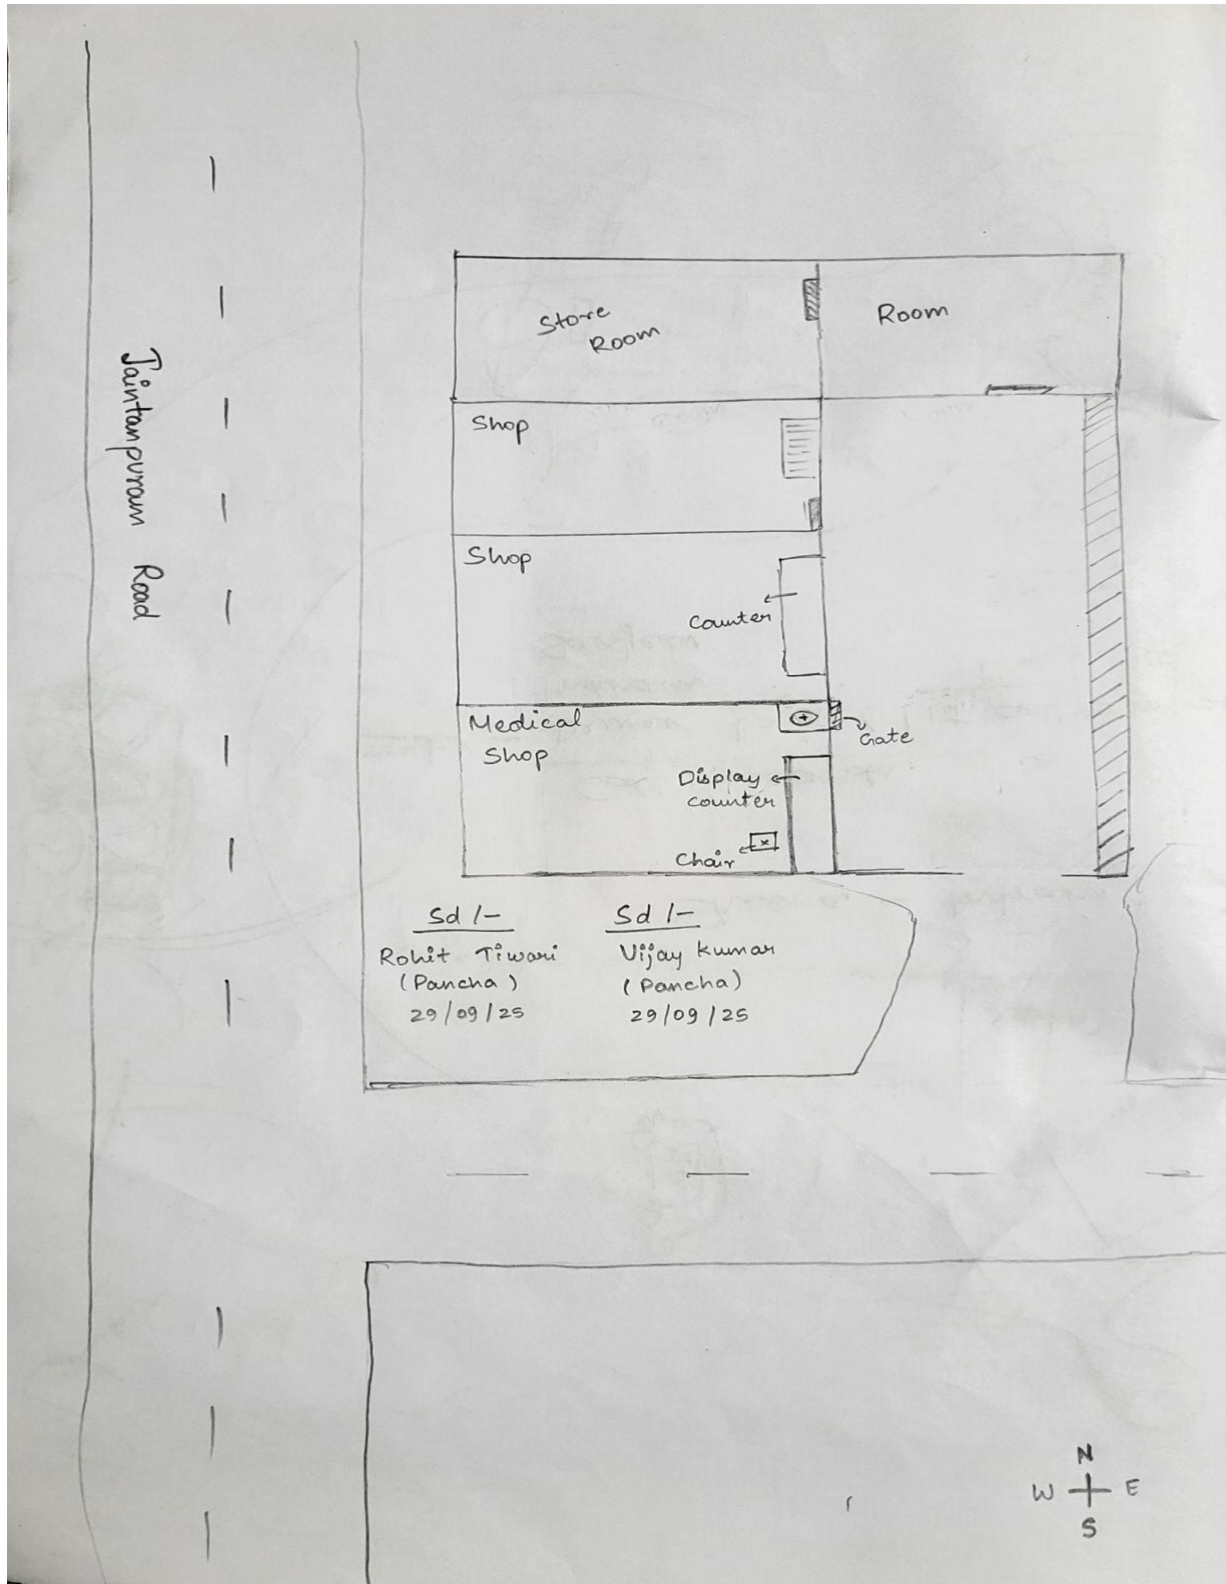 Store
Room
Room
Shop
Shop
Counter
Medical
Shop
Gate
Display
counter
Chair
Jaintanpuram Road
Sd/-
Rohit Tiwari
(Pancha)
29/09/25
Sd/-
Vijay Kumar
(Pancha)
29/09/25
N
W E
S